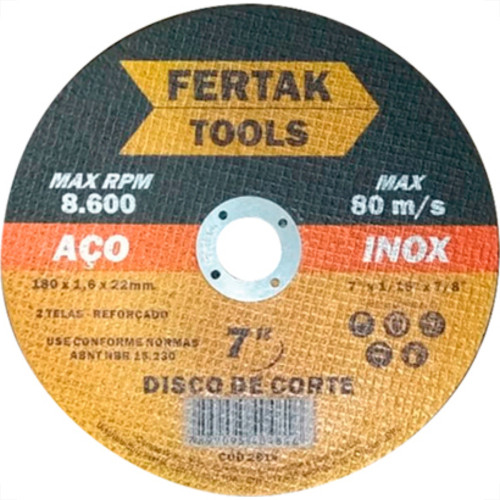 FERTAK
TOOLS
MAX RPM
8.600
MAX
80 m/s
AÇO
INOX
180 x 1,6 x 22mm.
7" x 1/16" x 7/8"
2 TELAS - REFORÇADO
USE CONFORME NORMAS
ABNT NBR 15.230
7"
DISCO DE CORTE